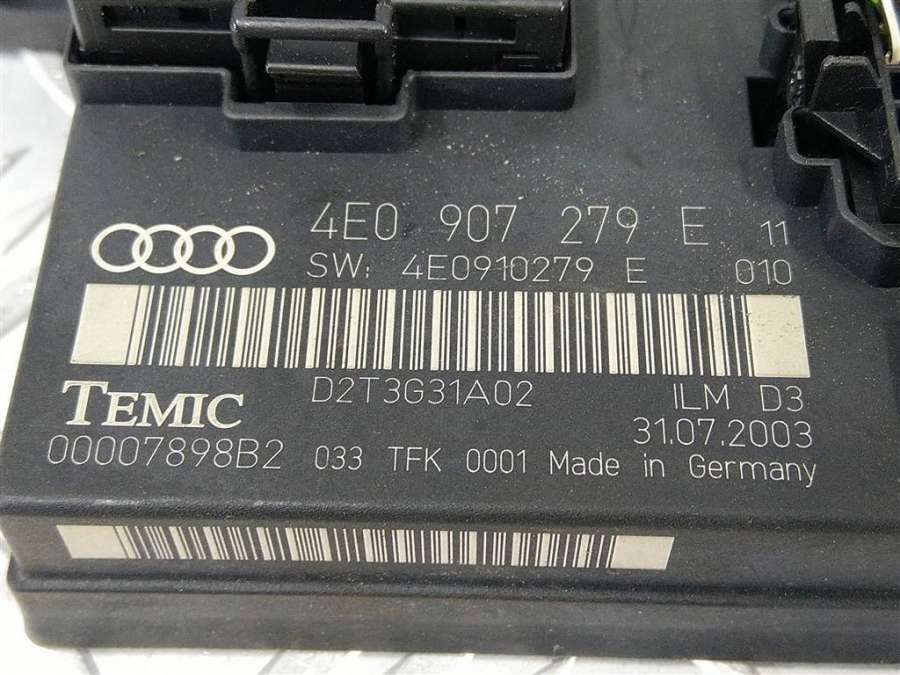 4E0 907 279 E 11
SW: 4E0910279 E 010
D2T3G31A02 ILM D3
TEMIC 31.07.2003
00007898B2 033 TFK 0001 Made in Germany